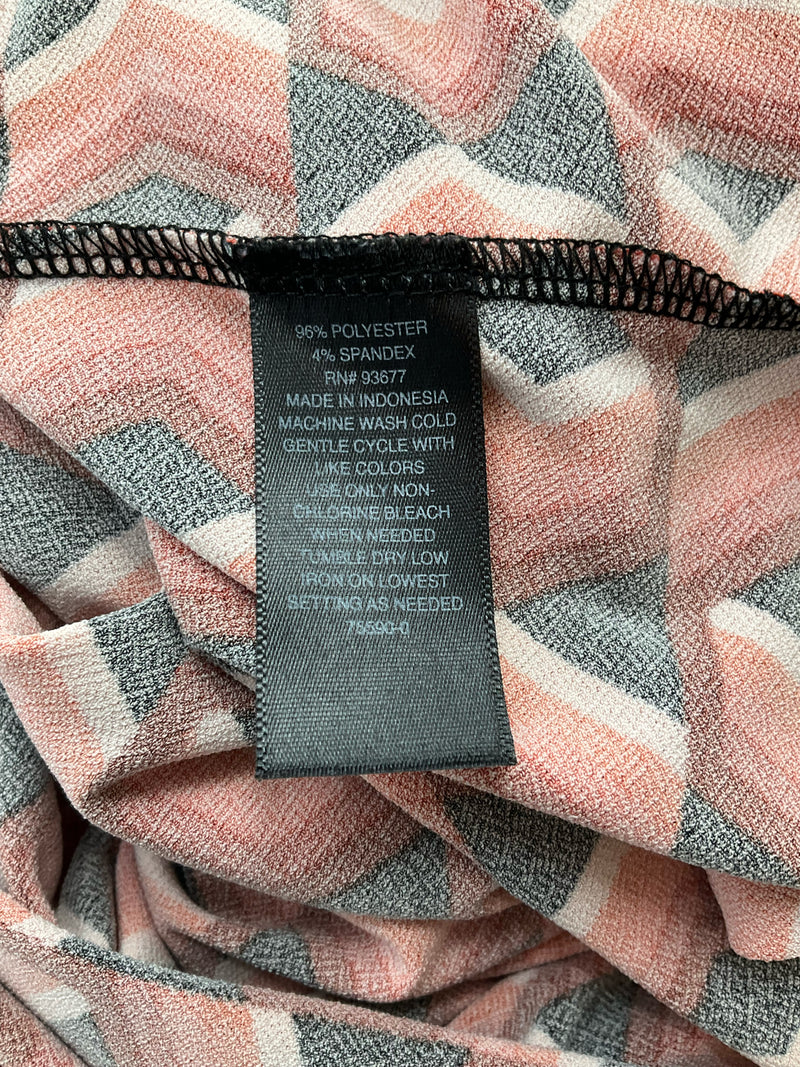 96% POLYESTER
4% SPANDEX
RN# 93677
MADE IN INDONESIA
MACHINE WASH COLD
GENTLE CYCLE WITH
LIKE COLORS
USE ONLY NON-
CHLORINE BLEACH
WHEN NEEDED
TUMBLE DRY LOW
IRON ON LOWEST
SETTING AS NEEDED
75590-0